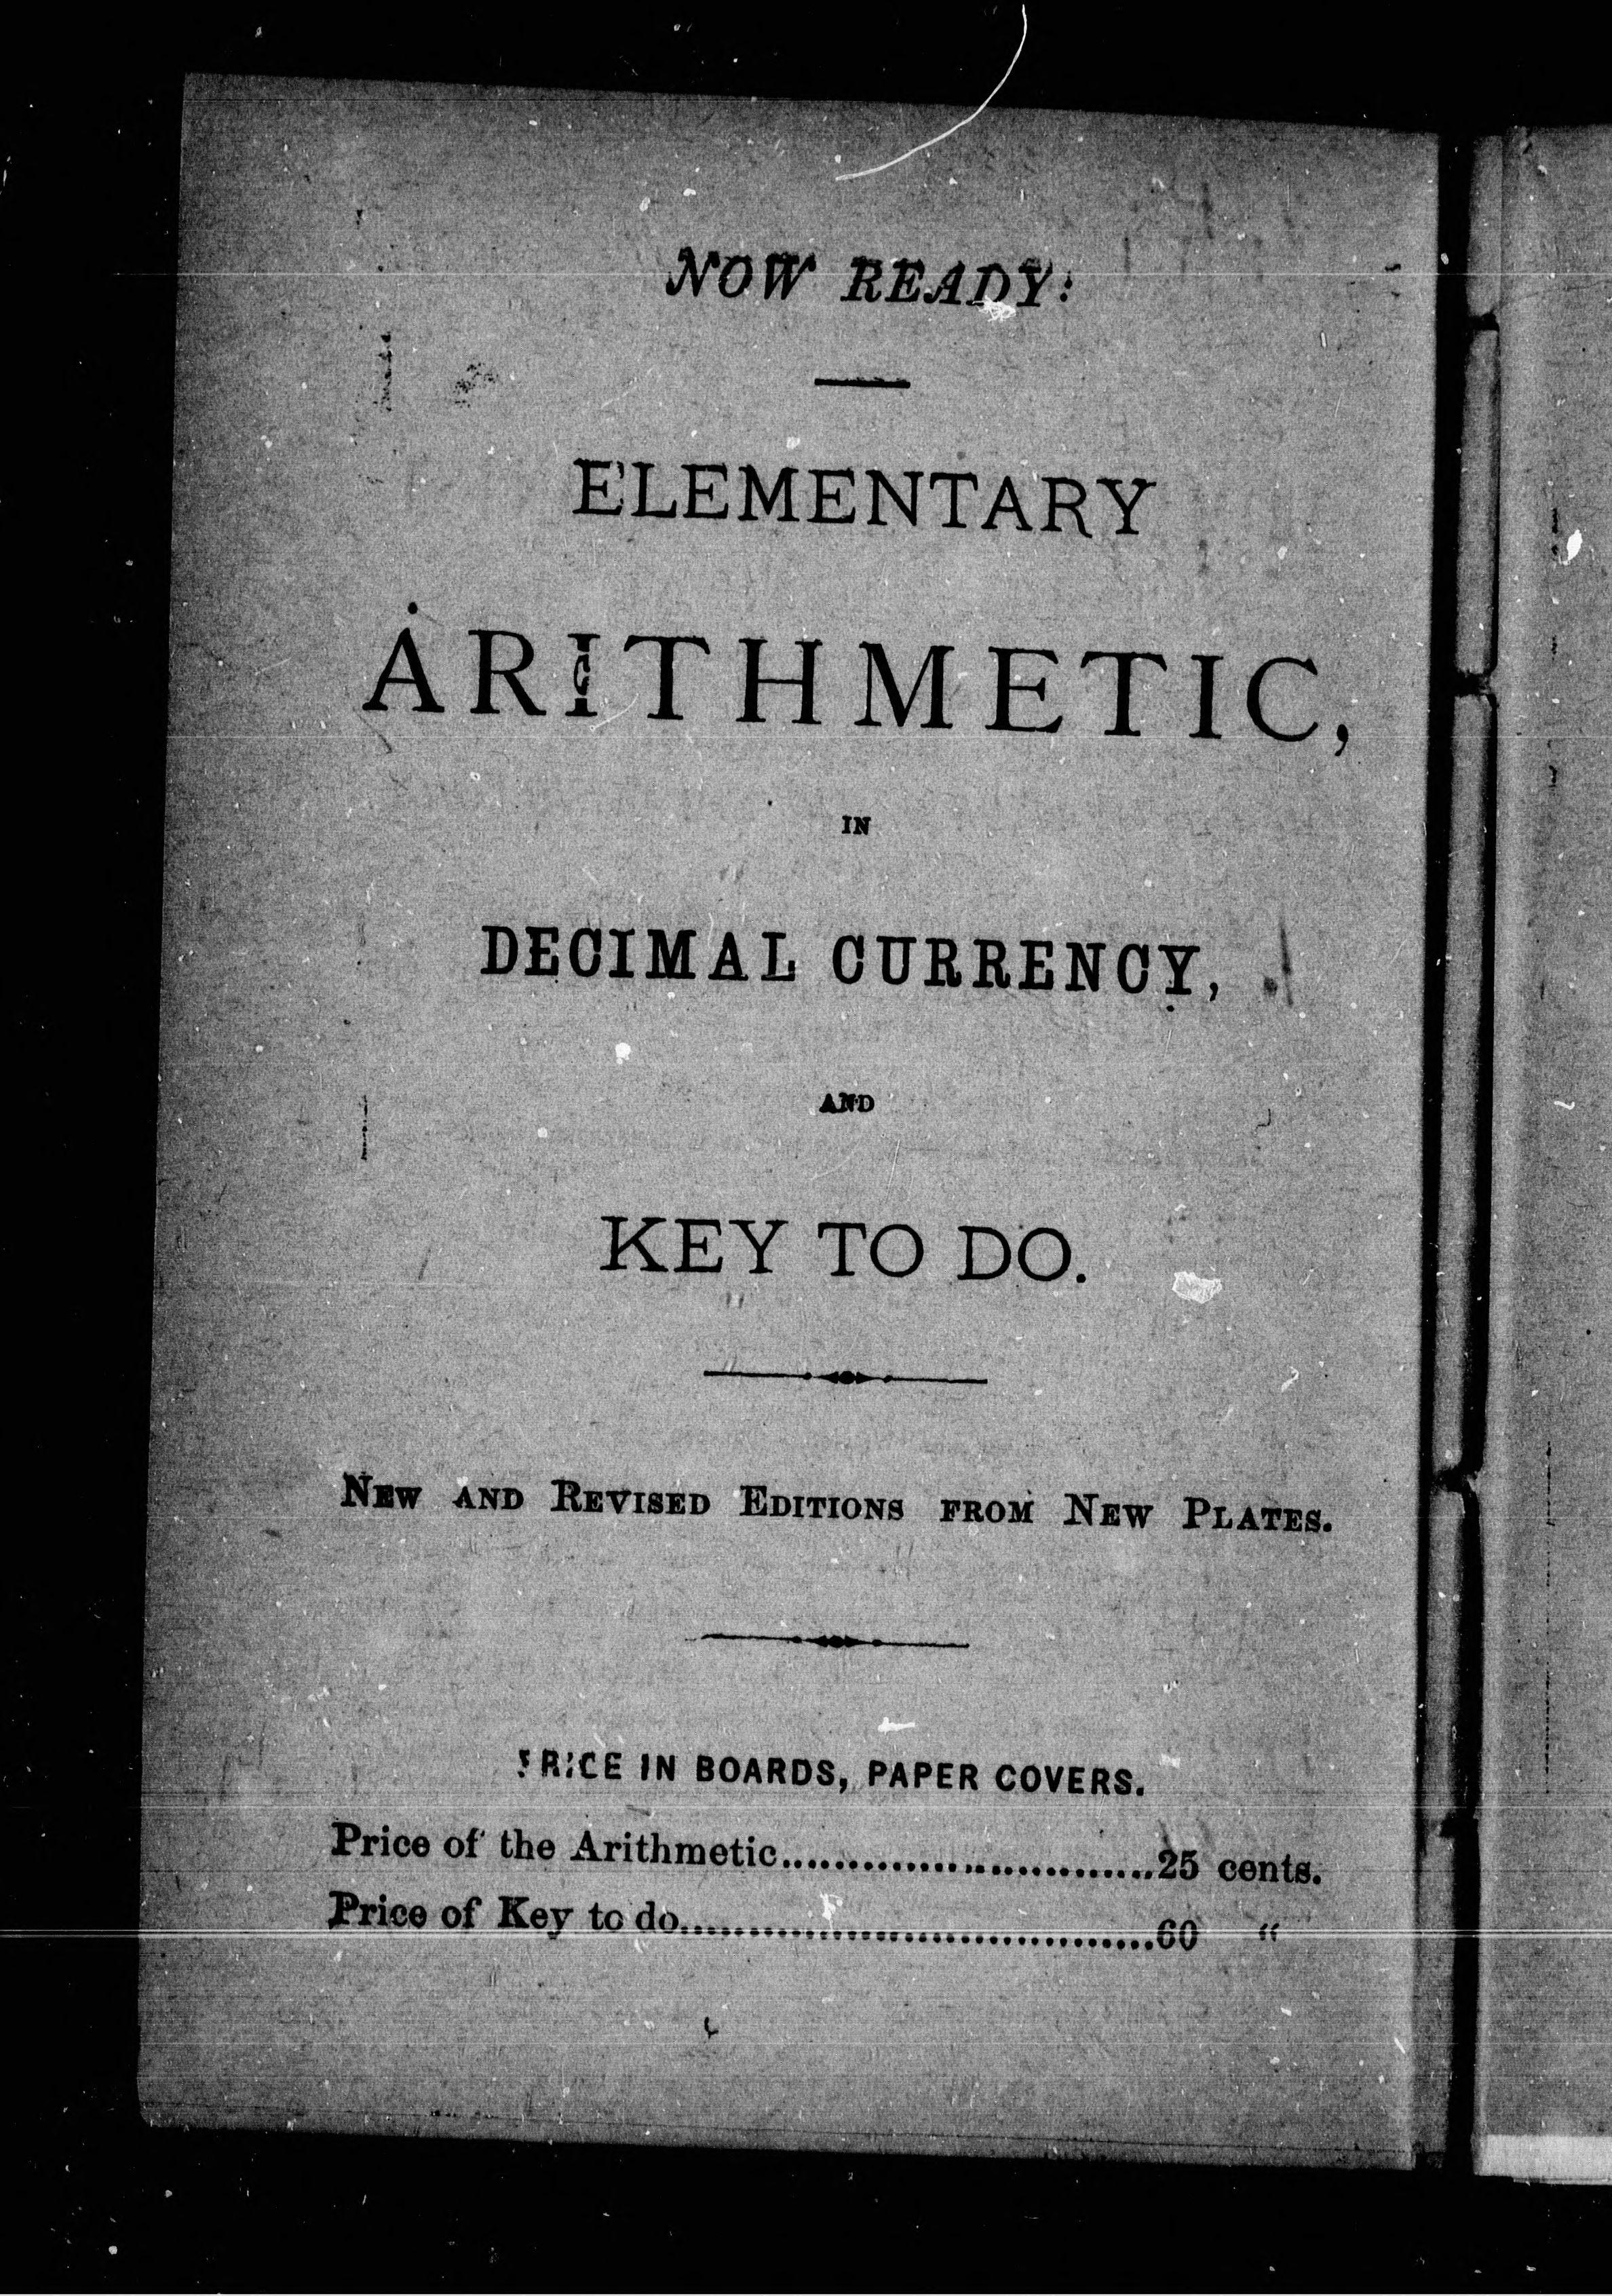 NOW READY:
ELEMENTARY
ARITHMETIC,
IN
DECIMAL CURRENCY,
AND
KEY TO DO.
NEW AND REVISED EDITIONS FROM NEW PLATES.
PRICE IN BOARDS, PAPER COVERS.
Price of the Arithmetic............................25 cents.
Price of Key to do....................................60 “